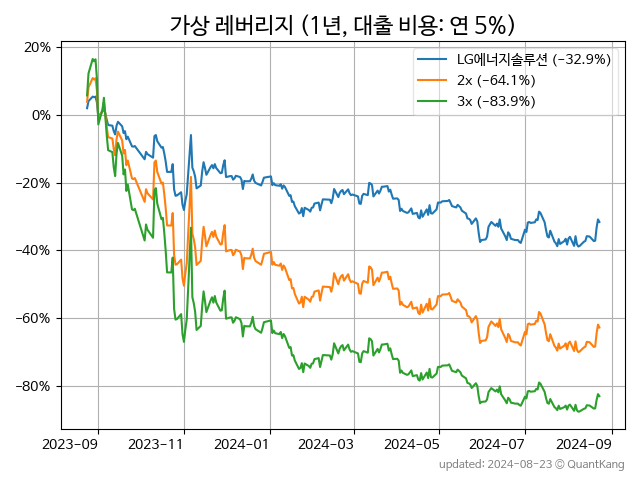 가상 레버리지 (1년, 대출 비용: 연 5%)
20%
0%
−20%
−40%
−60%
−80%
LG에너지솔루션 (−32.9%)
2x (−64.1%)
3x (−83.9%)
2023-09 2023-11 2024-01 2024-03 2024-05 2024-07 2024-09
updated: 2024-08-23 © QuantKang